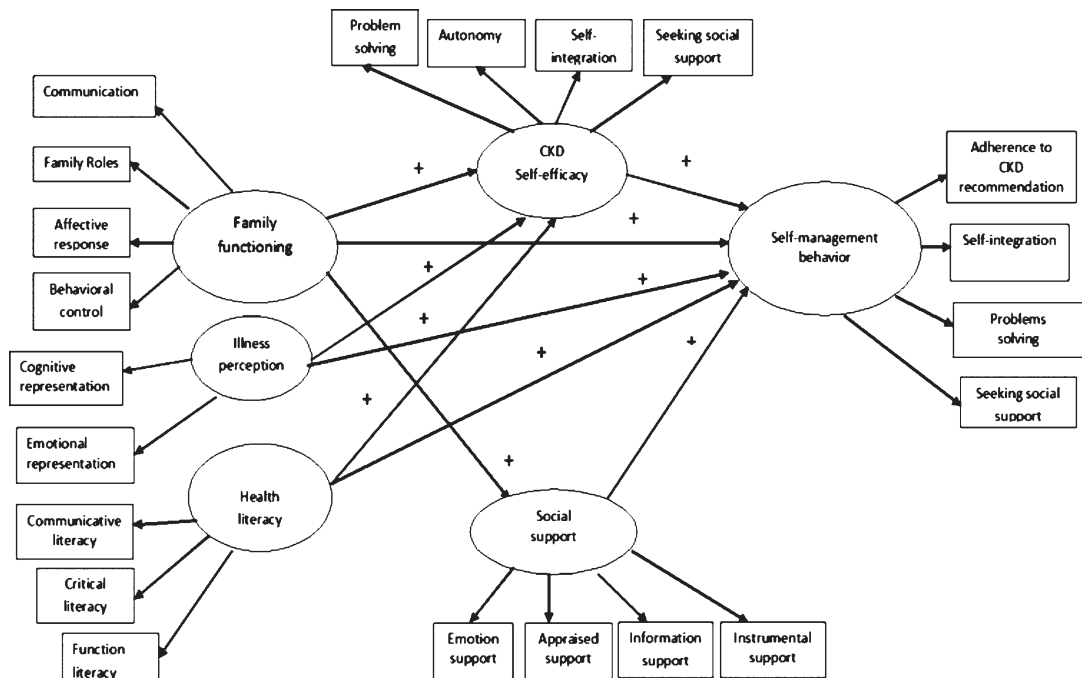 Problem
solving
Autonomy
Self-
integration
Seeking social
support
Communication
Family Roles
Affective
response
Behavioral
control
Cognitive
representation
Emotional
representation
Communicative
literacy
Critical
literacy
Function
literacy
Family
functioning
Illness
perception
Health
literacy
CKD
Self-efficacy
+
+
+
+
+
+
+
+
+
+
Social
support
Self-management
behavior
Adherence to
CKD
recommendation
Self-integration
Problems
solving
Seeking social
support
Emotion
support
Appraised
support
Information
support
Instrumental
support